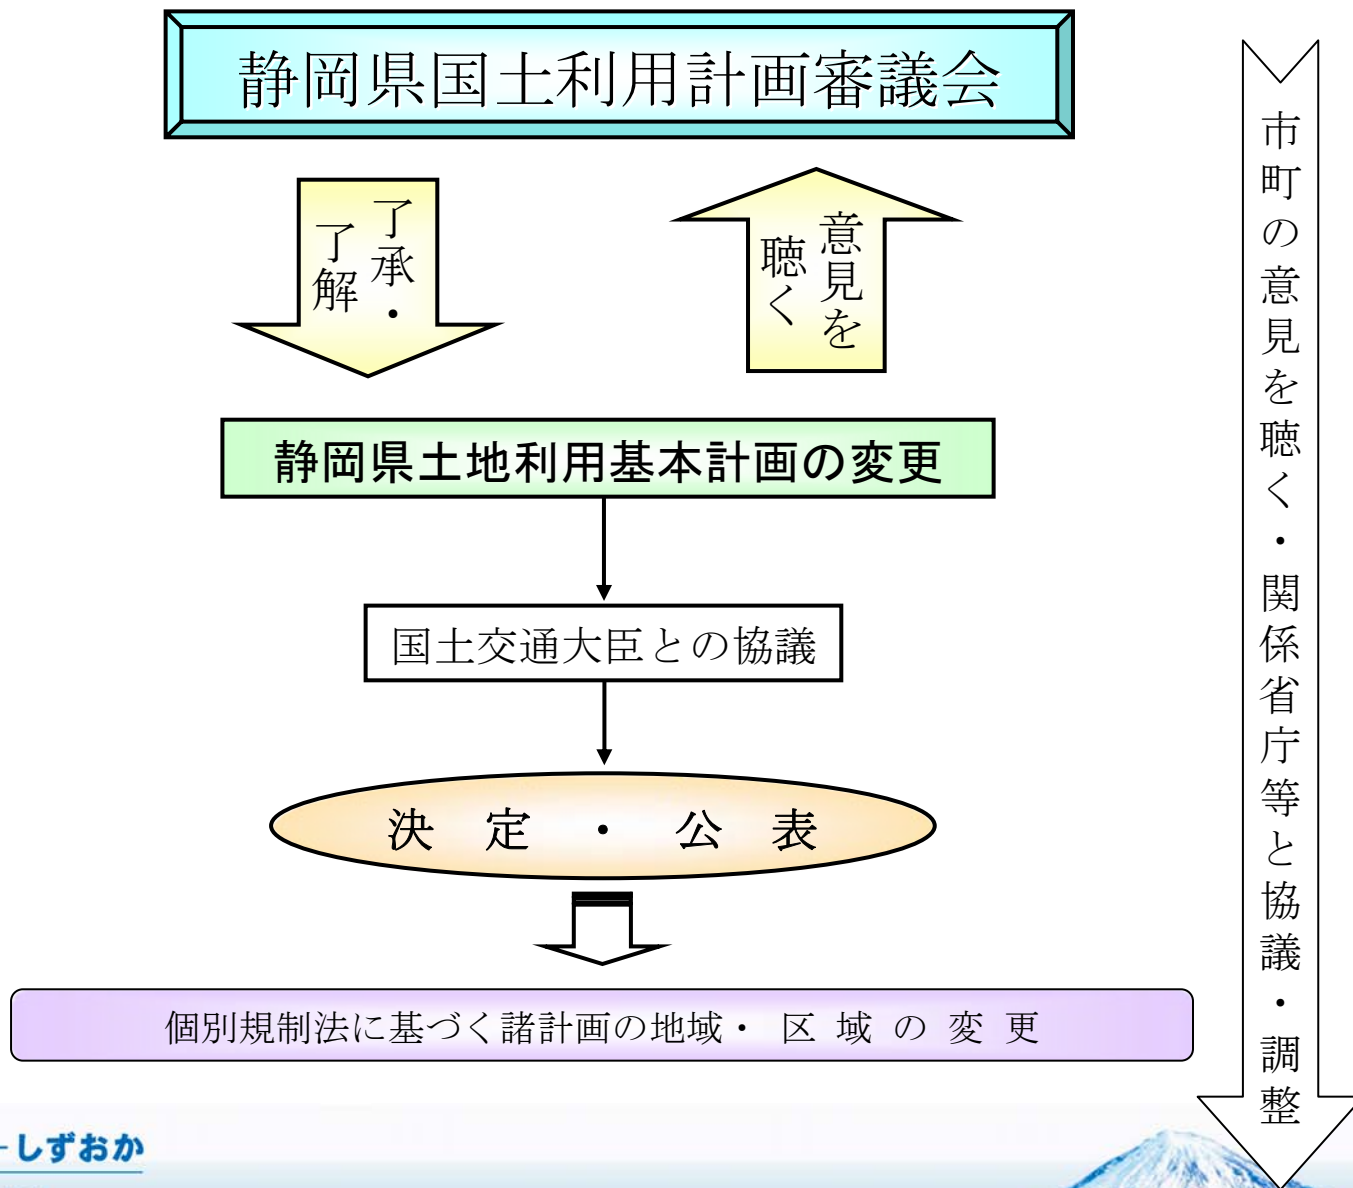 静岡県国土利用計画審議会
了承・
了解
意見を
聴く
静岡県土地利用基本計画の変更
国土交通大臣との協議
決定・公表
個別規制法に基づく諸計画の地域・区域の変更
市町の意見を聴く・関係省庁等と協議・調整
しずおか